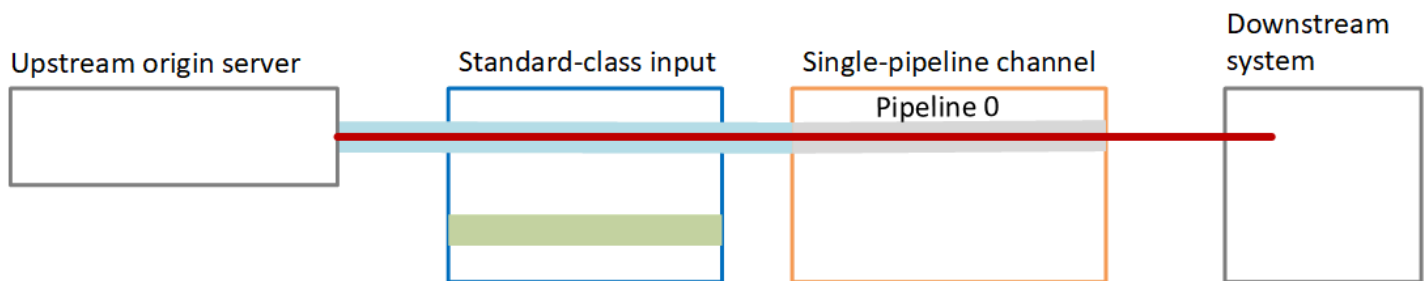 Upstream origin server
Standard-class input
Single-pipeline channel
Downstream
system
Pipeline 0